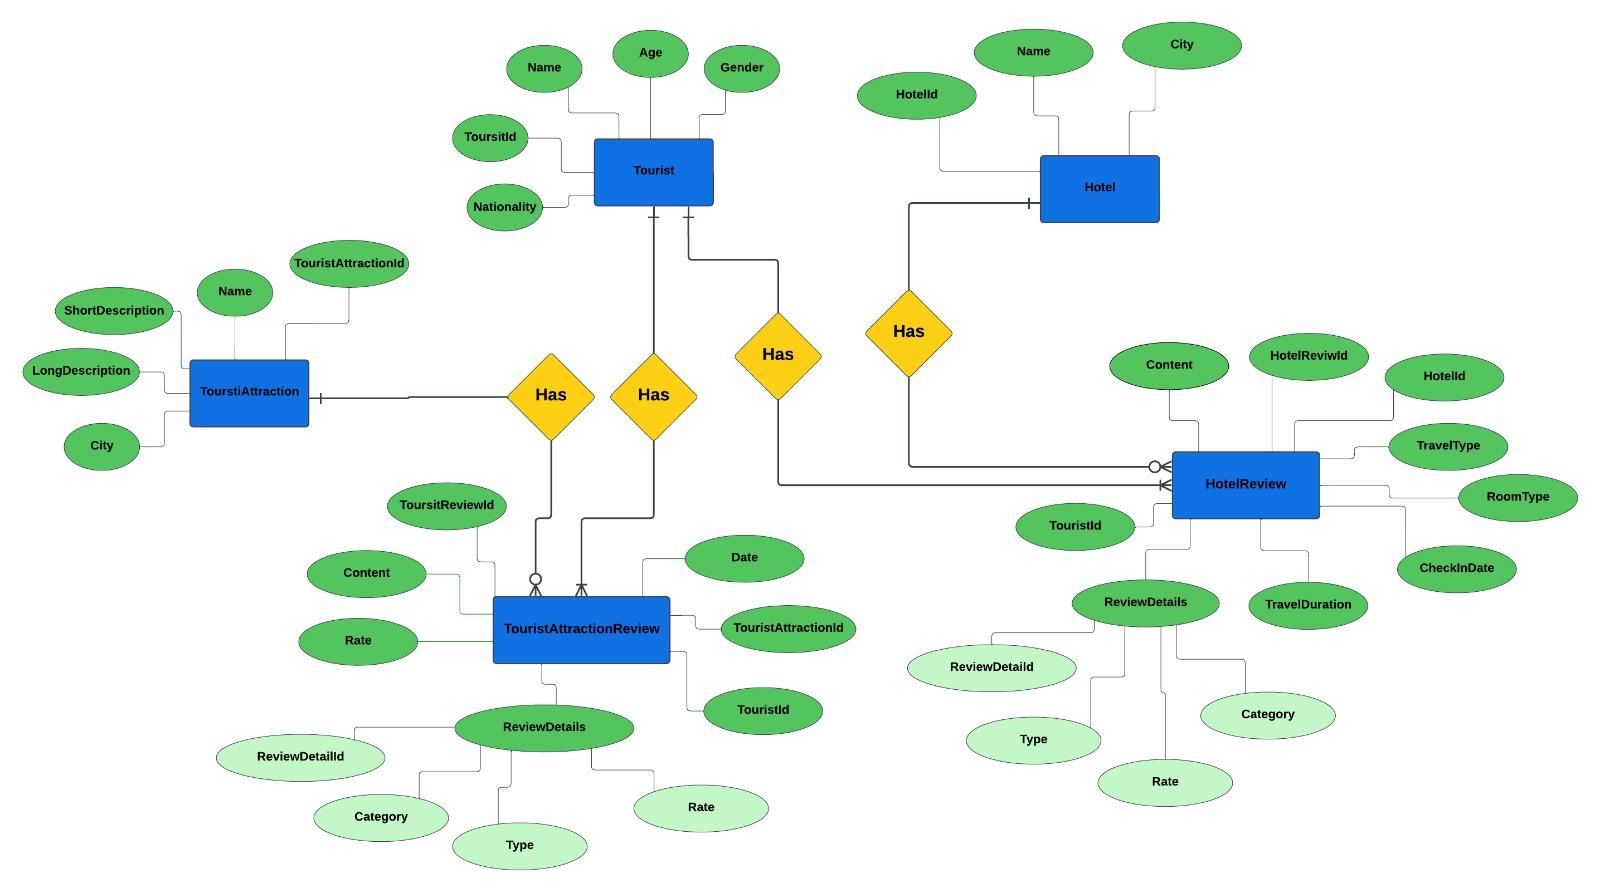 City
Name
Age
Name
Gender
HotelId
ToursitId
Tourist
Hotel
Nationality
TouristAttractionId
Name
ShortDescription
Has
Has
HotelReviwId
Content
LongDescription
HotelId
TourstiAttraction
Has
Has
City
TravelType
HotelReview
RoomType
ToursitReviewId
TouristId
Date
CheckInDate
Content
ReviewDetails
TravelDuration
TouristAttractionReview
TouristAttractionId
Rate
ReviewDetaild
TouristId
Category
ReviewDetails
Type
ReviewDetailId
Rate
Rate
Category
Type